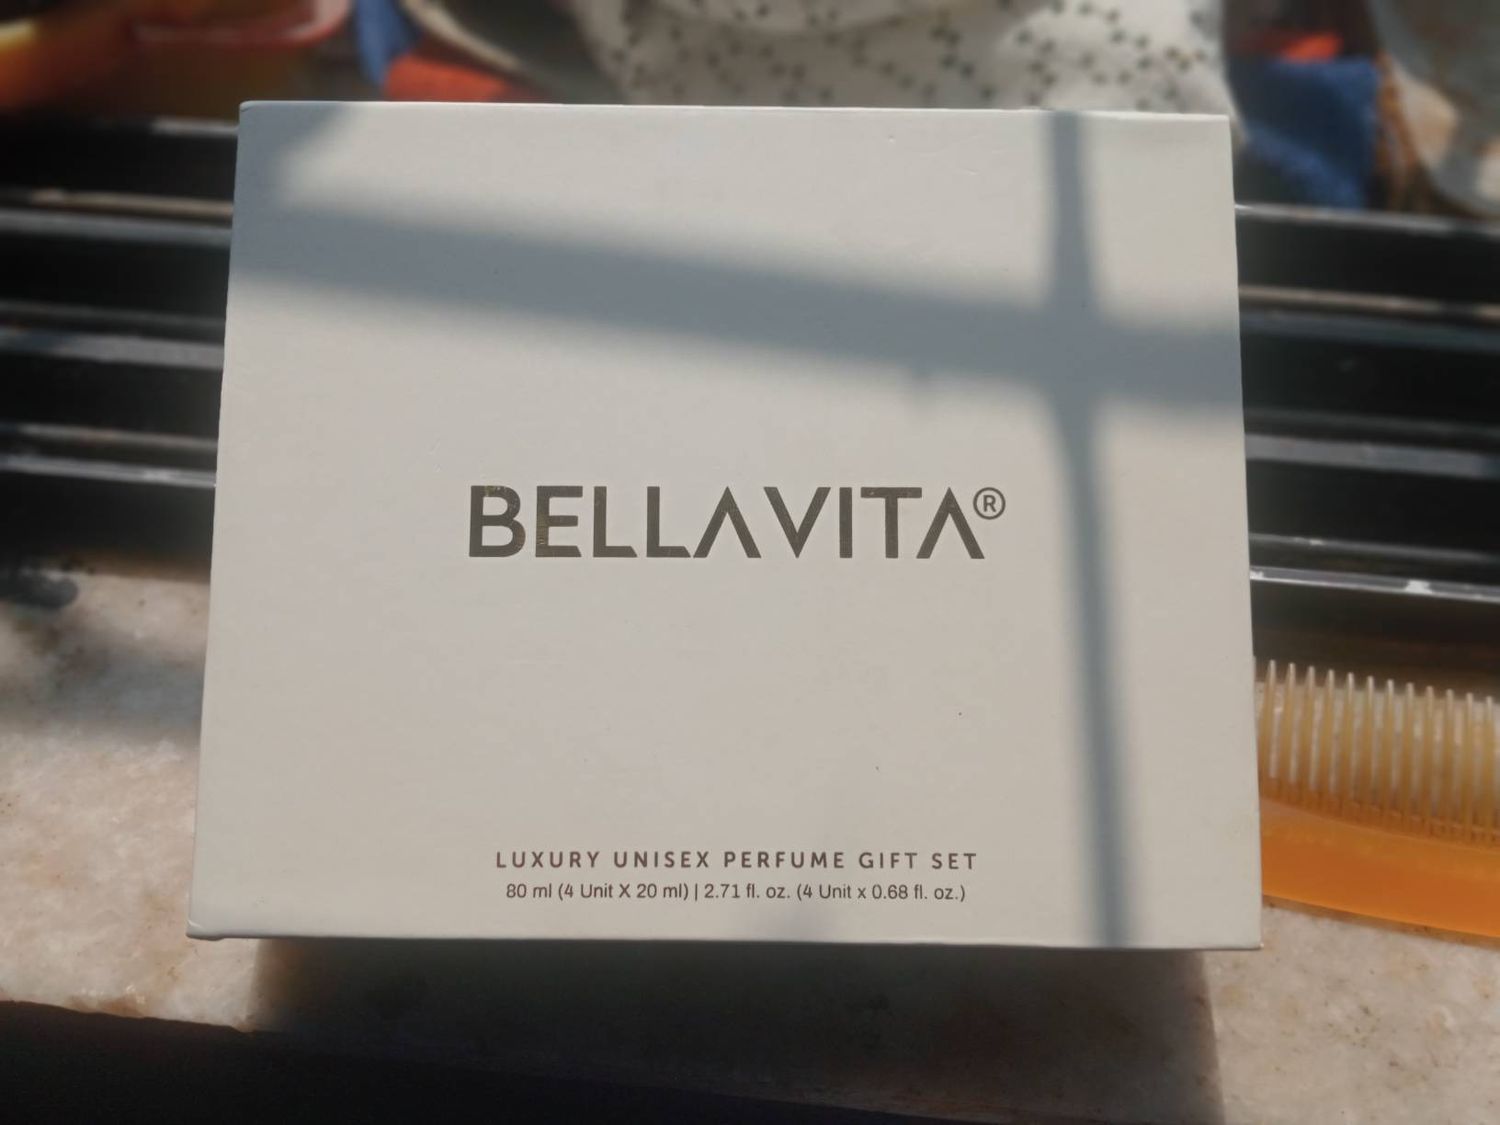 BELLAVITA®
LUXURY UNISEX PERFUME GIFT SET
80 ml (4 Unit X 20 ml) | 2.71 fl. oz. (4 Unit x 0.68 fl. oz.)